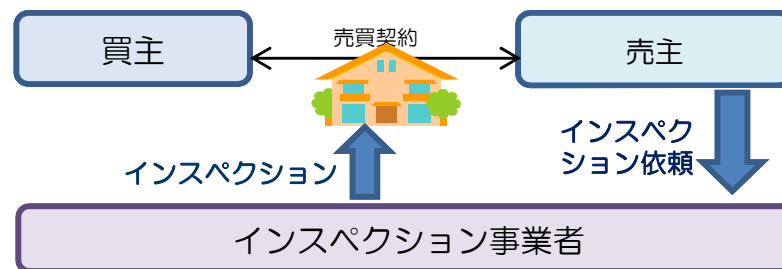 買主
売買契約
売主
インスペク
ション依頼
インスペクション
インスペクション事業者